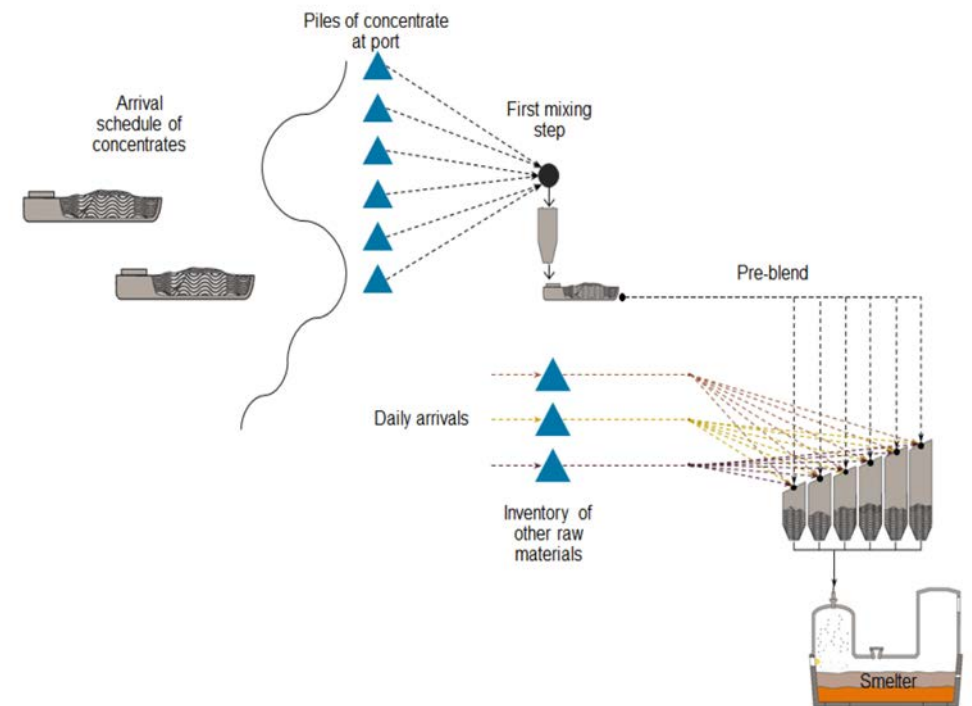 Piles of concentrate
at port
Arrival
schedule of
concentrates
First mixing
step
Pre-blend
Daily arrivals
Inventory of
other raw
materials
Smelter